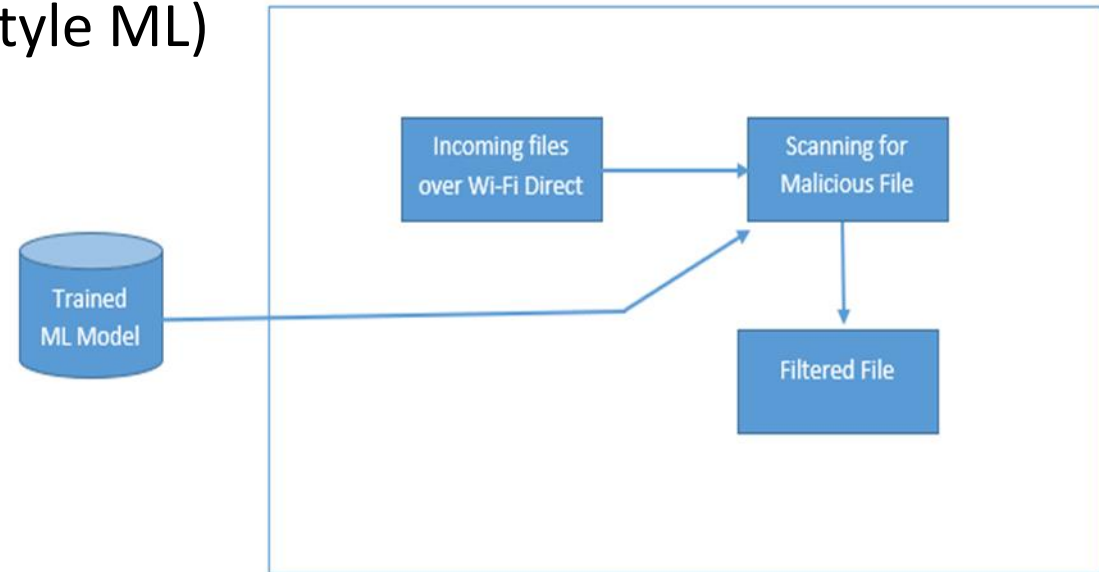 tyle ML)
Incoming files
over Wi-Fi Direct
Scanning for
Malicious File
Trained
ML Model
Filtered File